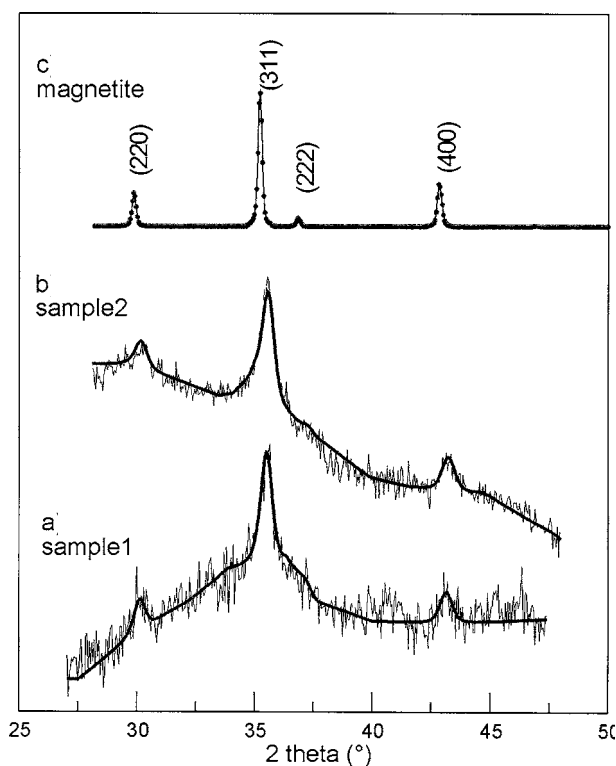 c
magnetite
(220)
(311)
(222)
(400)
b
sample2
a
sample1
25 30 35 40 45 50
2 theta (°)